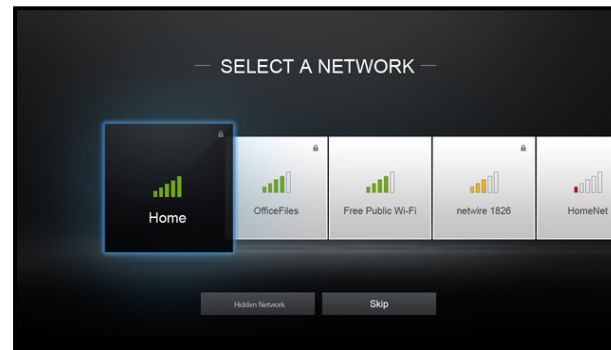 SELECT A NETWORK
Home
OfficeFiles
Free Public Wi-Fi
netwire 1826
HomeNet
Hidden Network
Skip